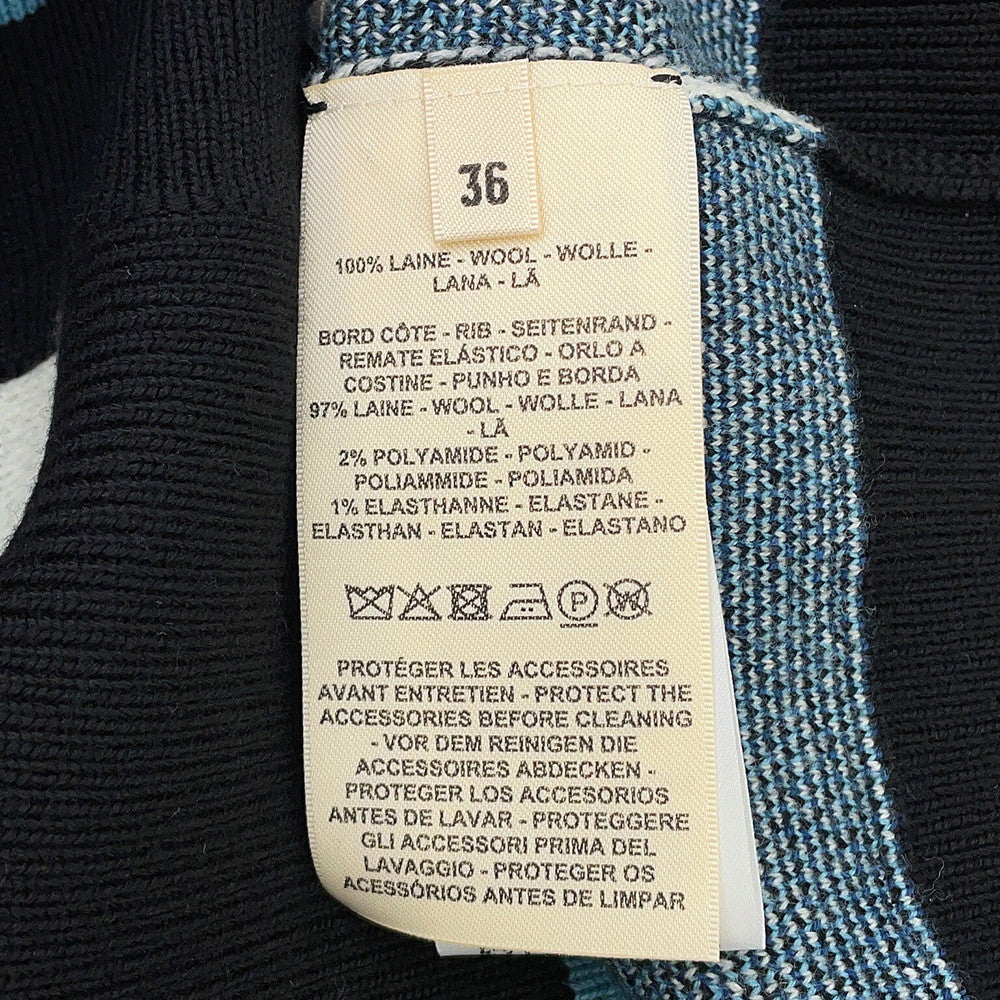 36
100% LAINE - WOOL - WOLLE -
LANA - LÃ
BORD CÔTE - RIB - SEITENRAND -
REMATE ELÁSTICO - ORLO A
COSTINE - PUNHO E BORDA
97% LAINE - WOOL - WOLLE - LANA
- LÃ
2% POLYAMIDE - POLYAMID -
POLIAMMIDE - POLIAMIDA
1% ELASTHANNE - ELASTANE -
ELASTHAN - ELASTAN - ELASTANO
P
W
PROTÉGER LES ACCESSOIRES
AVANT ENTRETIEN - PROTECT THE
ACCESSORIES BEFORE CLEANING
- VOR DEM REINIGEN DIE
ACCESSOIRES ABDECKEN -
PROTEGER LOS ACCESORIOS
ANTES DE LAVAR - PROTEGGERE
GLI ACCESSORI PRIMA DEL
LAVAGGIO - PROTEGER OS
ACESSÓRIOS ANTES DE LIMPAR